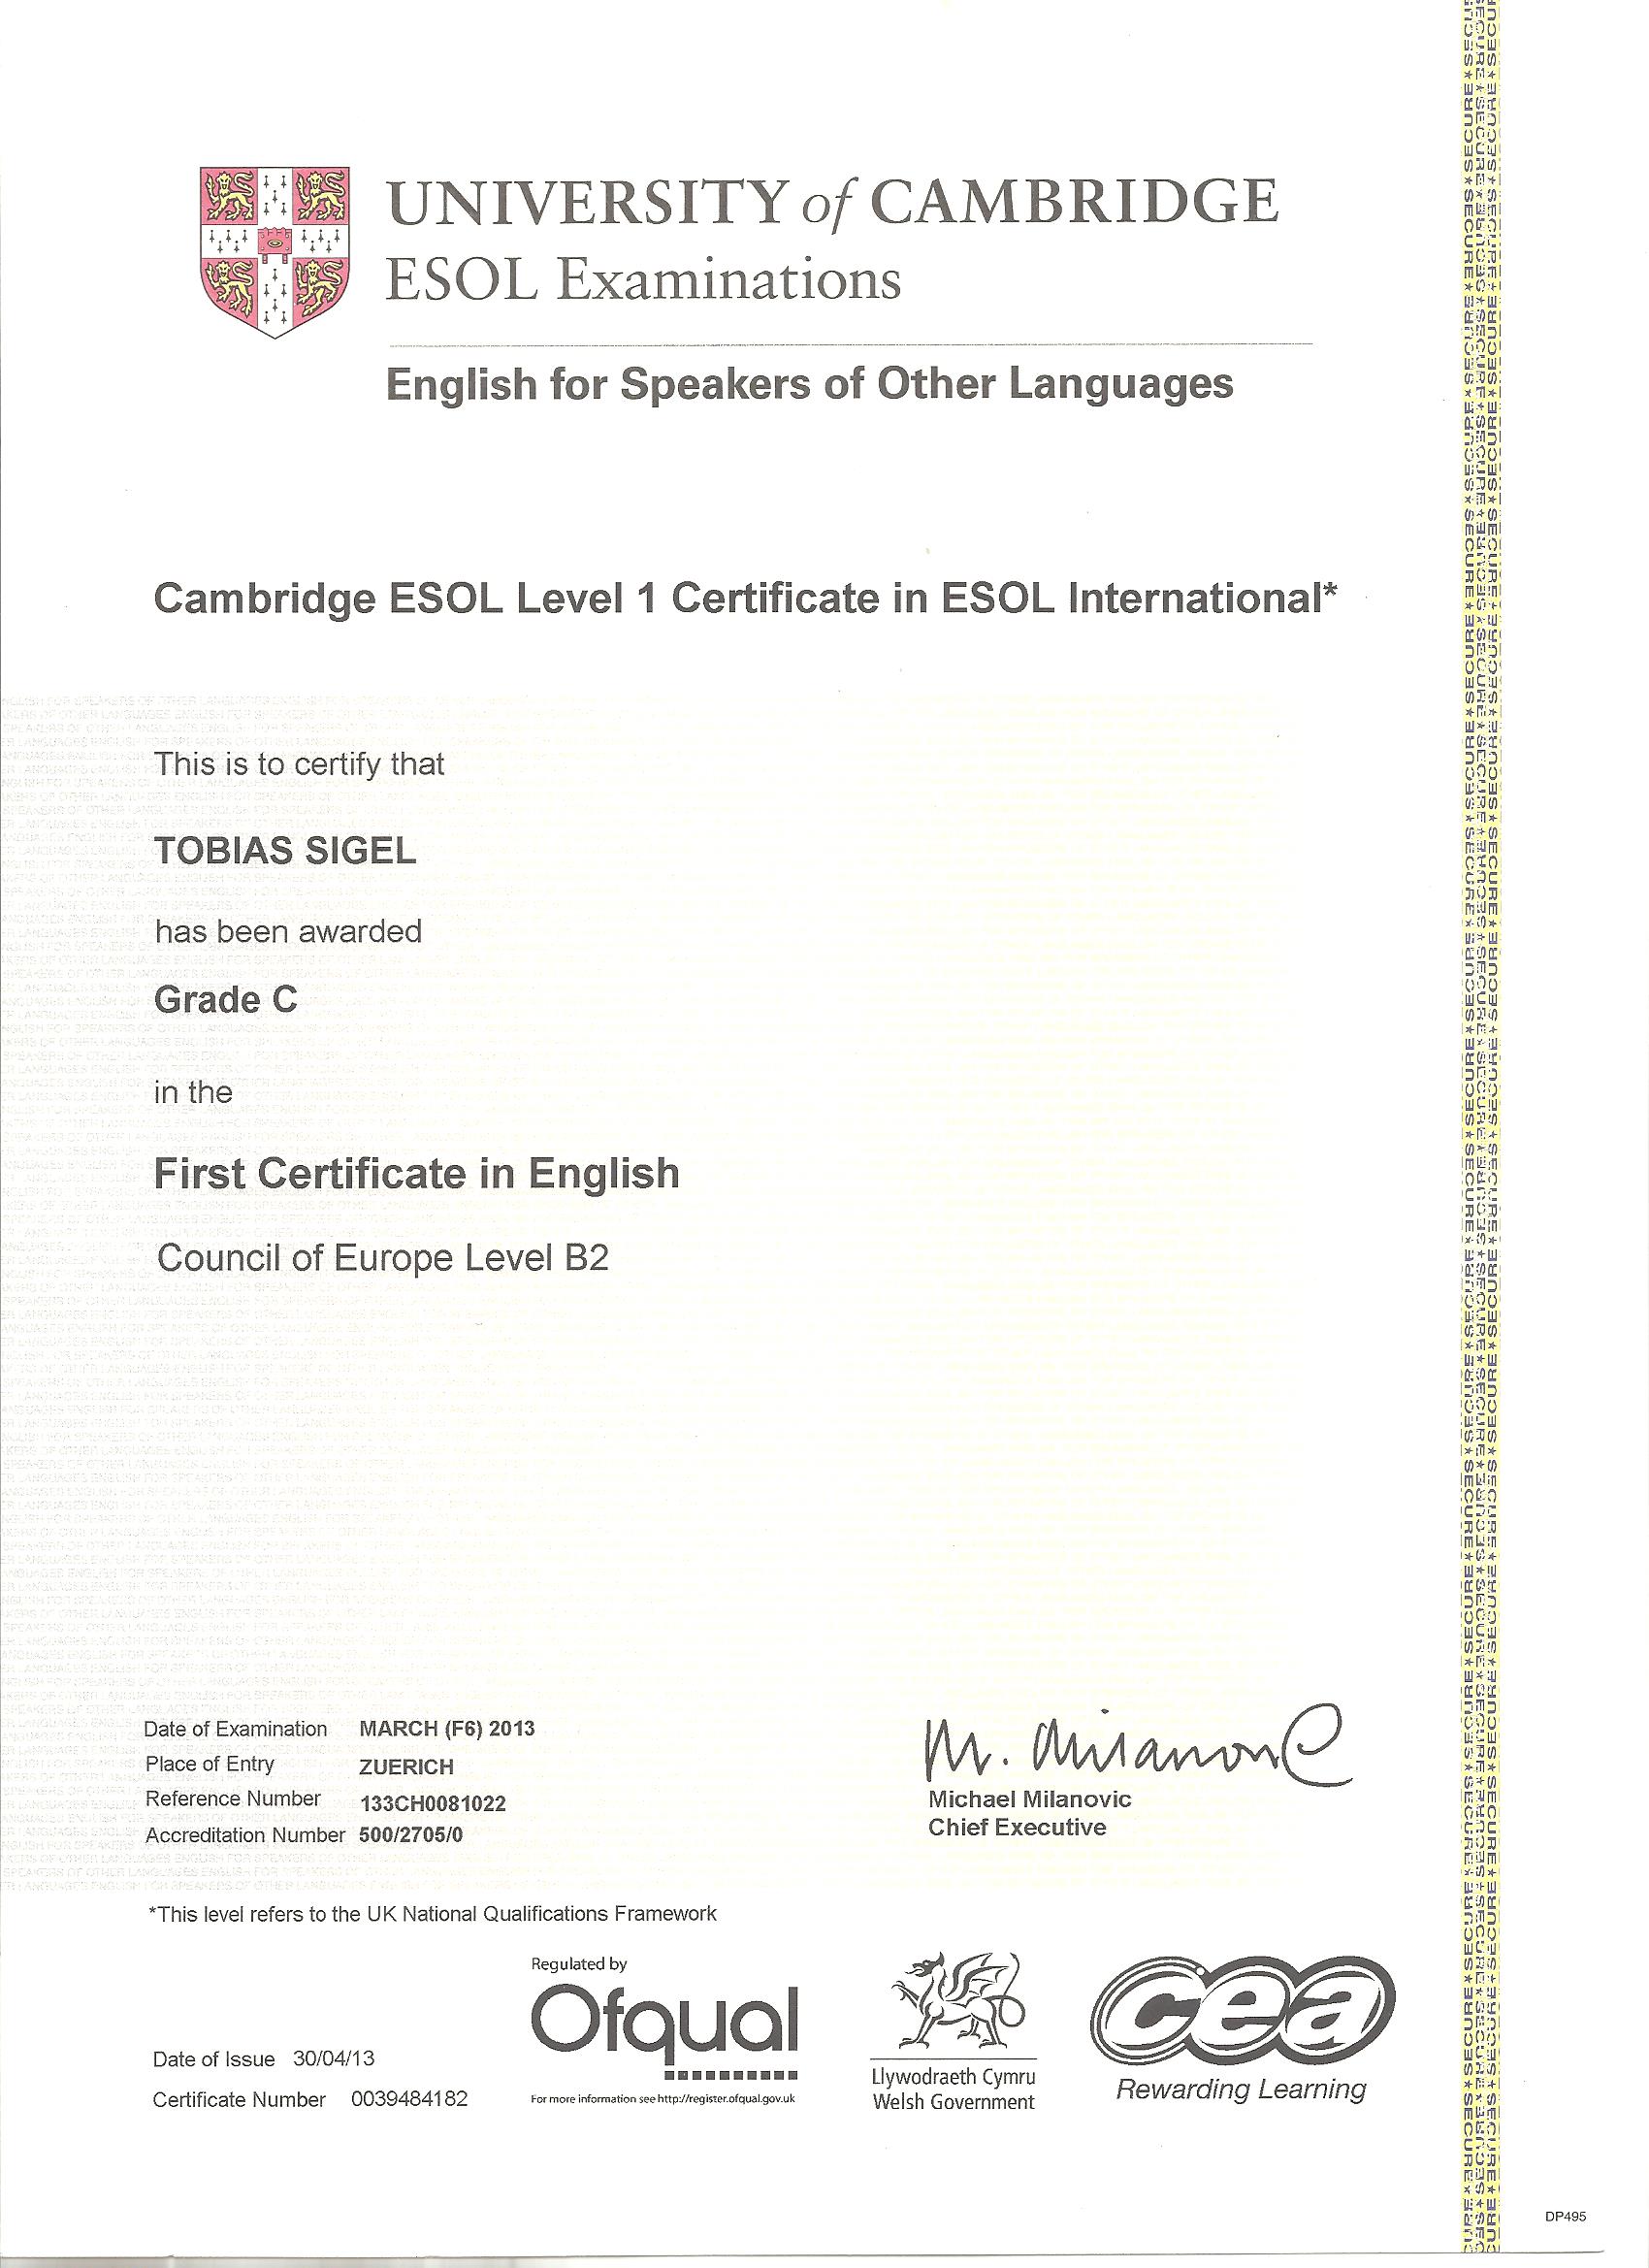 UNIVERSITY of CAMBRIDGE
ESOL Examinations
English for Speakers of Other Languages
Cambridge ESOL Level 1 Certificate in ESOL International*
This is to certify that
TOBIAS SIGEL
has been awarded
Grade C
in the
First Certificate in English
Council of Europe Level B2
Date of Examination MARCH (F6) 2013
Place of Entry ZUERICH
Reference Number 133CH0081022
Accreditation Number 500/2705/0
M. Milanovic
Michael Milanovic
Chief Executive
*This level refers to the UK National Qualifications Framework
Regulated by
Ofqual
For more information see http://register.ofqual.gov.uk
Llywodraeth Cymru
Welsh Government
cea
Rewarding Learning
Date of Issue 30/04/13
Certificate Number 0039484182
DP495